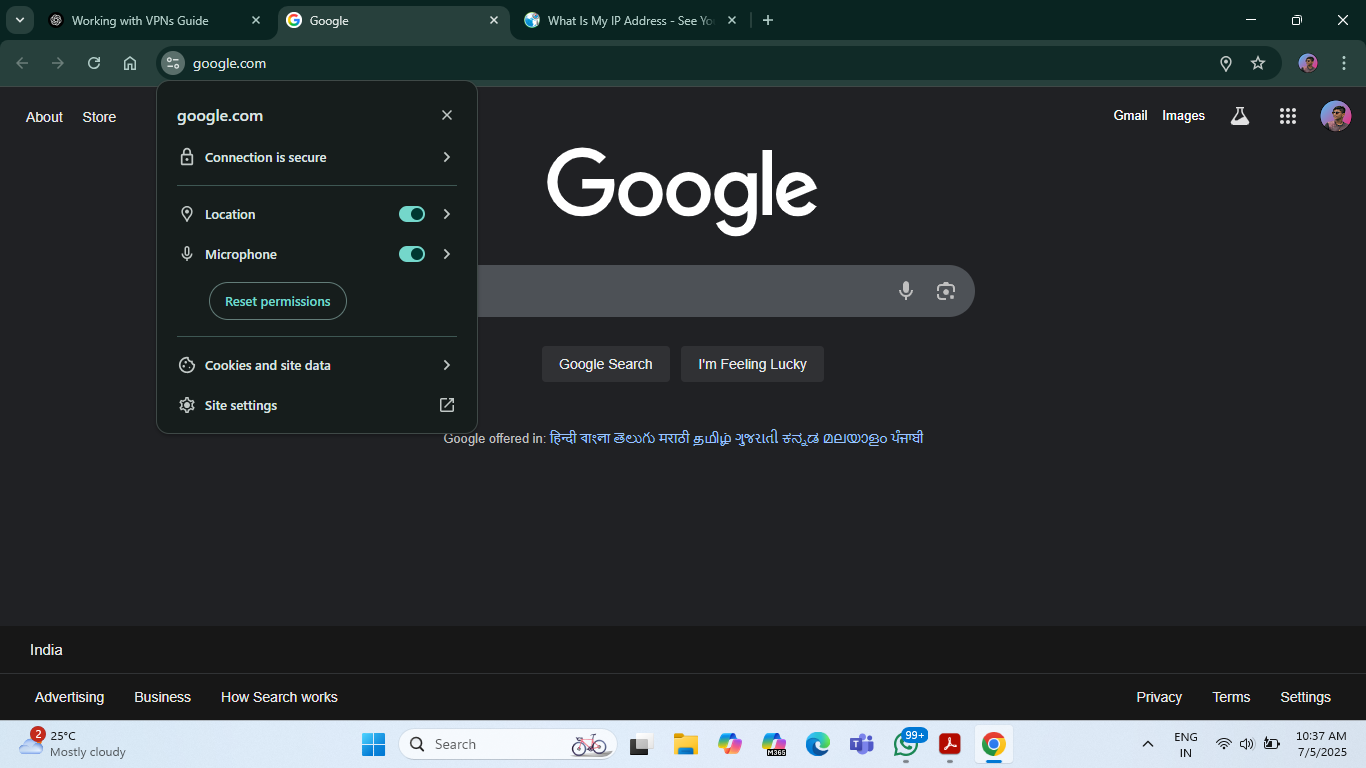 Working with VPNs Guide
Google
What Is My IP Address - See Yo
google.com
About
Store
Gmail
Images
google.com
Connection is secure
Location
Microphone
Reset permissions
Cookies and site data
Site settings
Google
Google Search
I'm Feeling Lucky
Google offered in: हिन्दी বাংলা తెలుగు मराठी தமிழ் ગુજરાતી ಕನ್ನಡ മലയാളം ਪੰਜਾਬੀ
India
Advertising
Business
How Search works
Privacy
Terms
Settings
2
25°C
Mostly cloudy
Search
M365
99+
ENG
IN
10:37 AM
7/5/2025